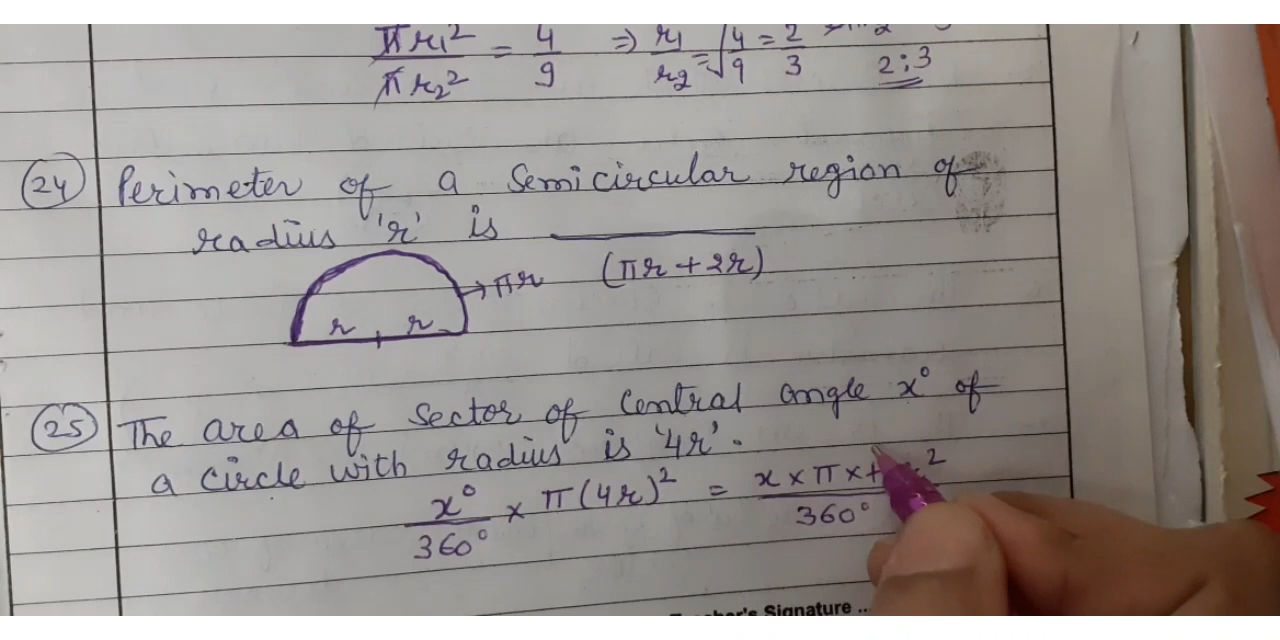 πr₁² / πr₂² = 4/9 ⇒ r₁/r₂ = √4/9 = 2/3 2:3
(24) Perimeter of a Semicircular region of
radius 'r' is ________
→ πr (πr + 2r)
r r
(25) The area of Sector of Central angle x° of
a circle with radius is '4r'.
x°/360° × π(4r)² = x × π × ²/360°
Signature ..